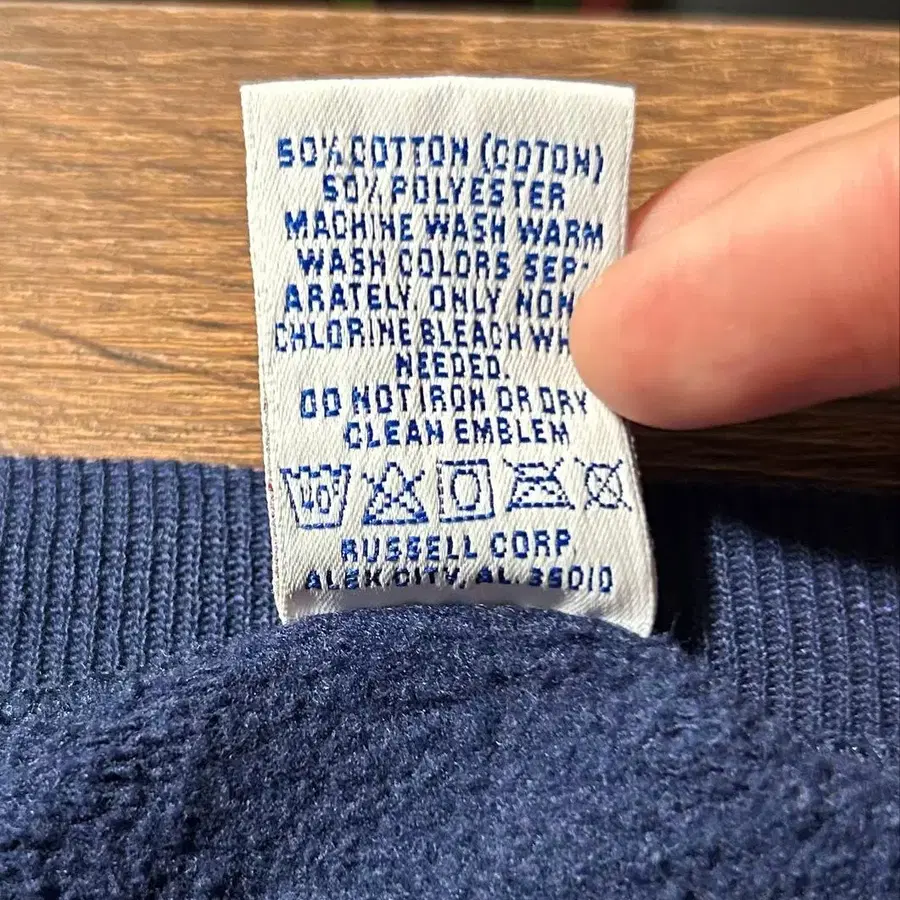 50% COTTON (COTON)
50% POLYESTER
MACHINE WASH WARM
WASH COLORS SEP-
ARATELY. ONLY NON-
CHLORINE BLEACH
NEEDED.
DO NOT IRON OR DRY
CLEAN EMBLEM
40°
RUSSELL CORP.
ALEX CITY, AL 35010